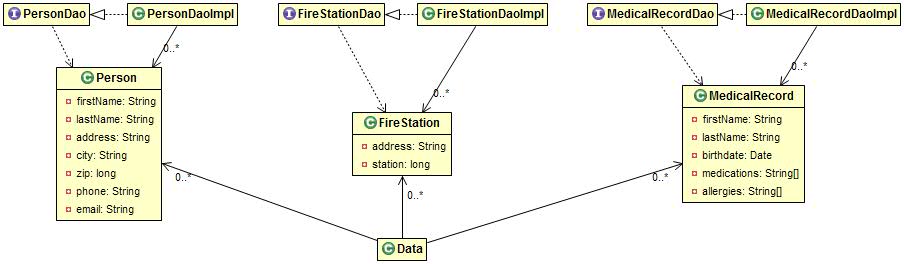 I PersonDao
C PersonDaoImpl
I FireStationDao
C FireStationDaoImpl
I MedicalRecordDao
C MedicalRecordDaoImpl
0..*
0..*
0..*
C Person
firstName: String
lastName: String
address: String
city: String
zip: long
phone: String
email: String
C FireStation
address: String
station: long
C MedicalRecord
firstName: String
lastName: String
birthdate: Date
medications: String[]
allergies: String[]
0..*
0..*
0..*
C Data